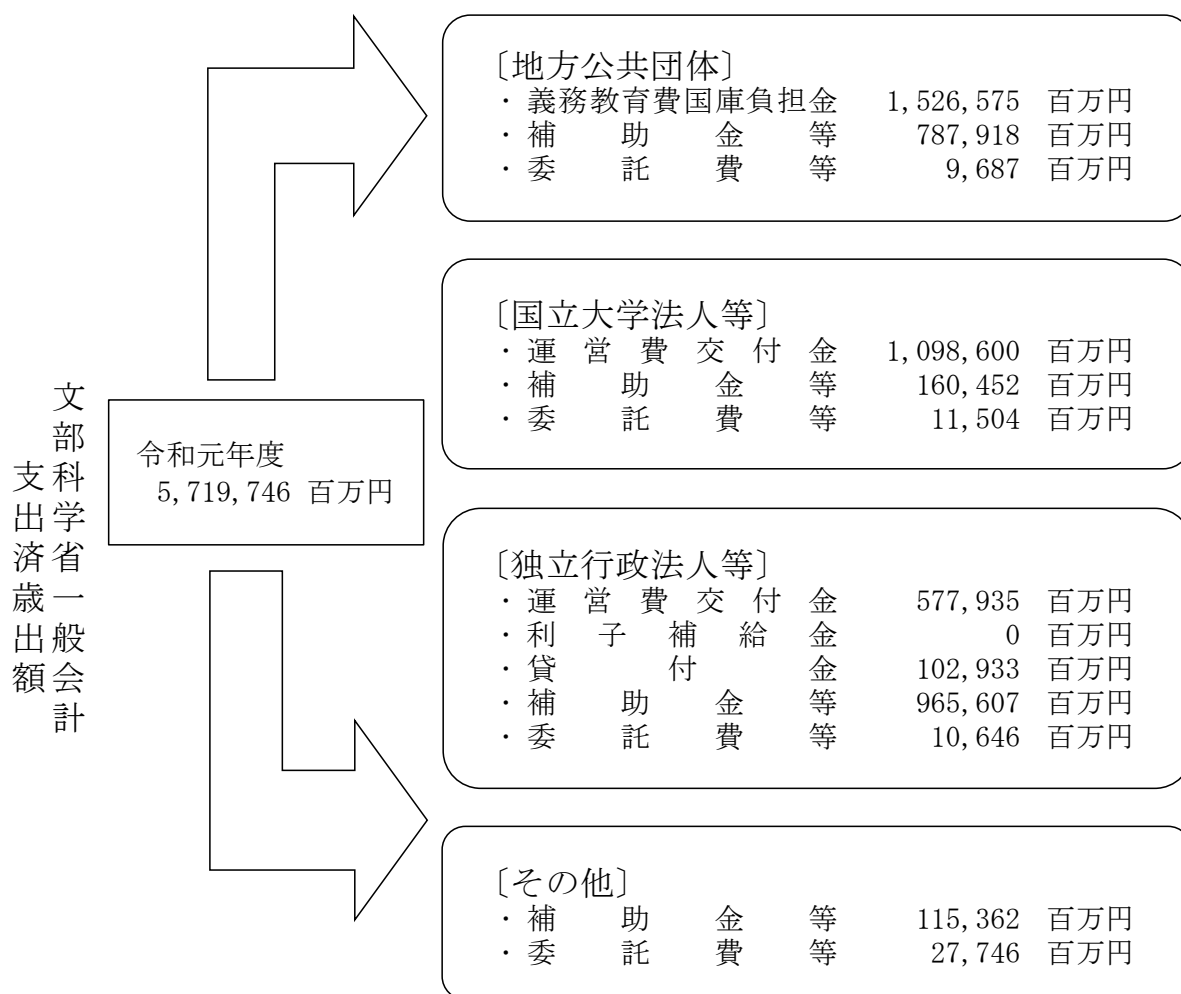 文部科学省一般会計
支出済歳出額
令和元年度
5,719,746 百万円
〔地方公共団体〕
・義務教育費国庫負担金 1,526,575 百万円
・補助金等 787,918 百万円
・委託費等 9,687 百万円
〔国立大学法人等〕
・運営費交付金 1,098,600 百万円
・補助金等 160,452 百万円
・委託費等 11,504 百万円
〔独立行政法人等〕
・運営費交付金 577,935 百万円
・利子補給金 0 百万円
・貸付金 102,933 百万円
・補助金等 965,607 百万円
・委託費等 10,646 百万円
〔その他〕
・補助金等 115,362 百万円
・委託費等 27,746 百万円